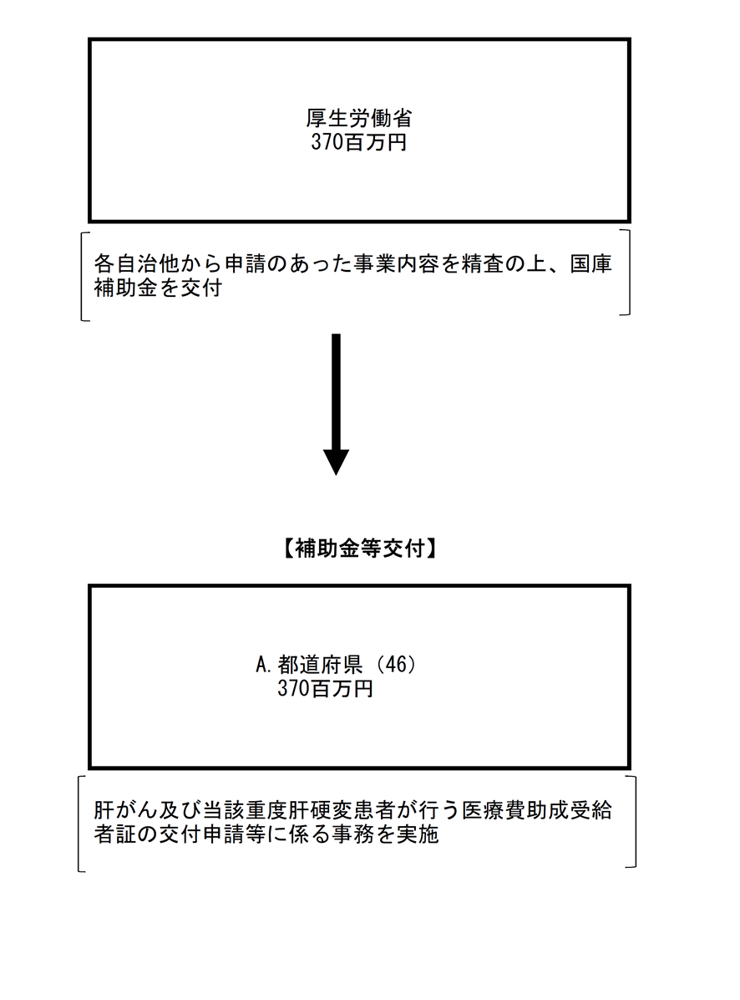 厚生労働省
370百万円
各自治他から申請のあった事業内容を精査の上、国庫
補助金を交付
【補助金等交付】
A.都道府県（46）
370百万円
肝がん及び当該重度肝硬変患者が行う医療費助成受給
者証の交付申請等に係る事務を実施